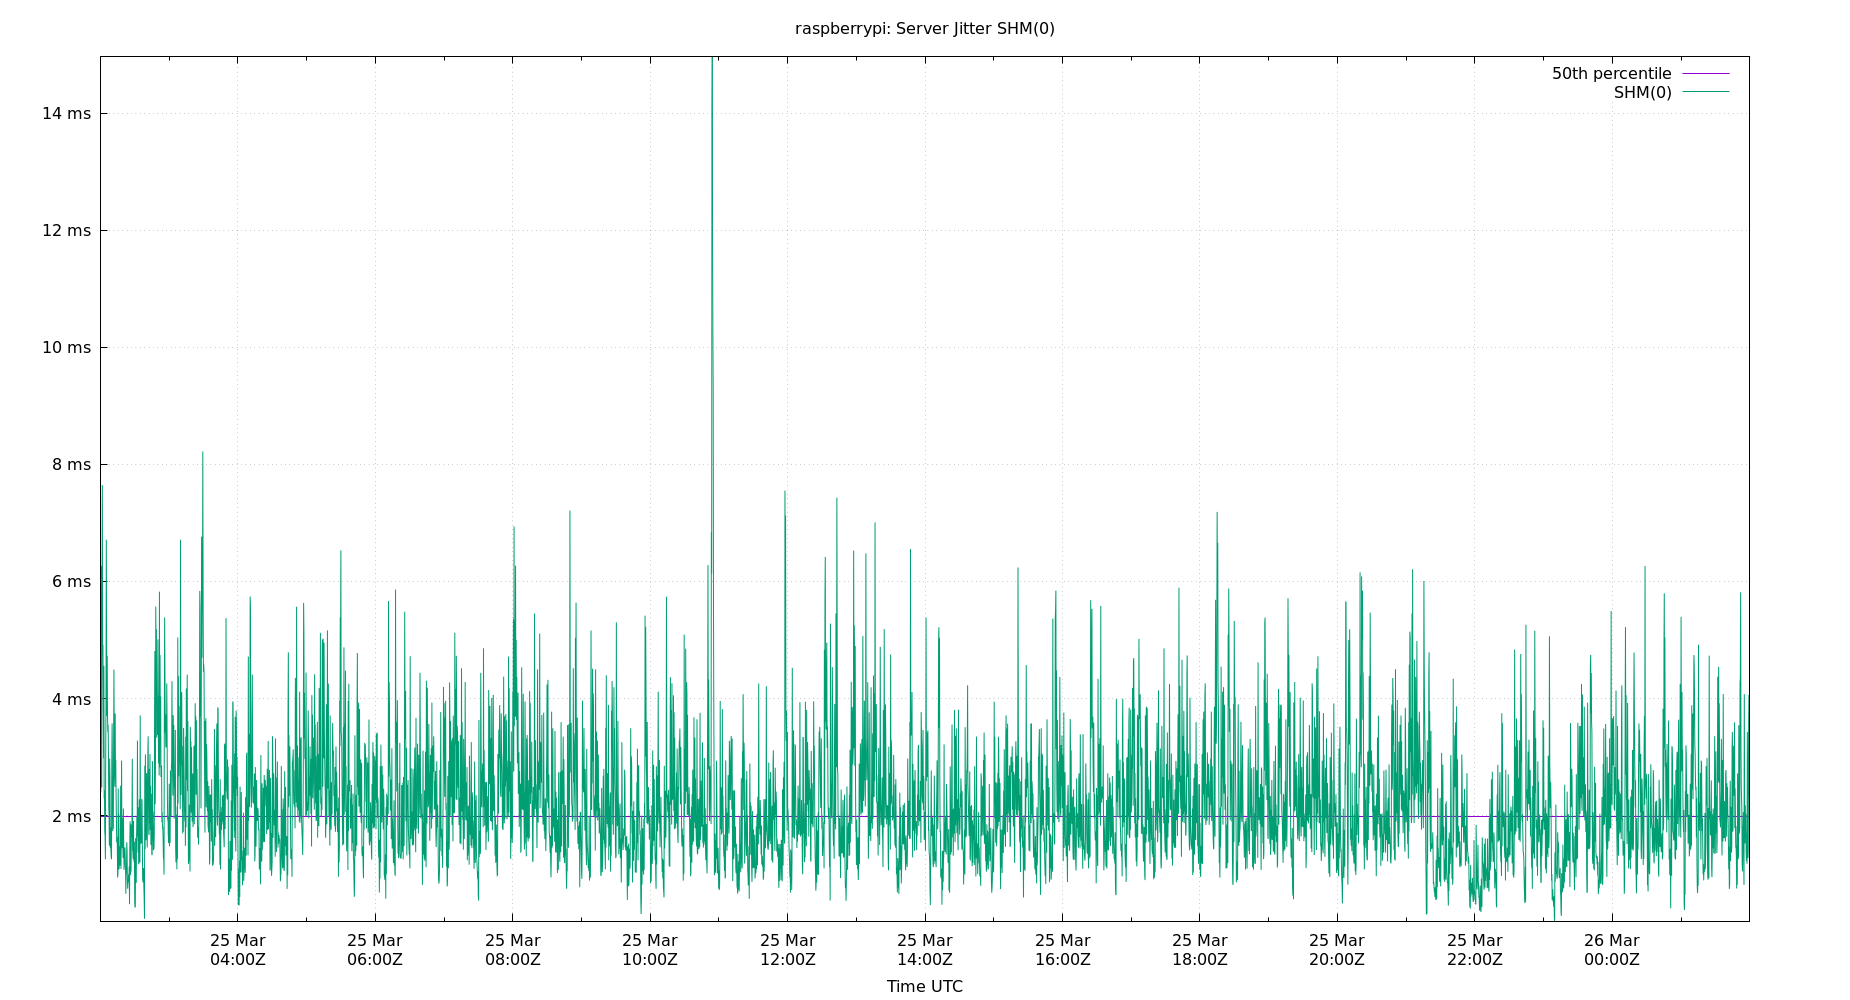 raspberrypi: Server Jitter SHM(0)
50th percentile
SHM(0)
14 ms
12 ms
10 ms
8 ms
6 ms
4 ms
2 ms
25 Mar 25 Mar 25 Mar 25 Mar 25 Mar 25 Mar 25 Mar 25 Mar 25 Mar 25 Mar 26 Mar
04:00Z 06:00Z 08:00Z 10:00Z 12:00Z 14:00Z 16:00Z 18:00Z 20:00Z 22:00Z 00:00Z
Time UTC